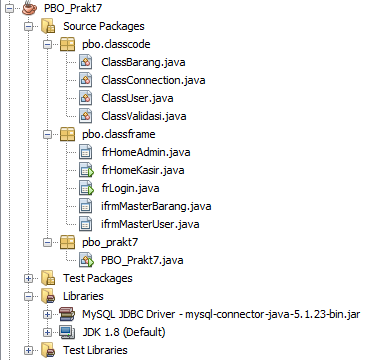 PBO_Prakt7
Source Packages
pbo.classcode
ClassBarang.java
ClassConnection.java
ClassUser.java
ClassValidasi.java
pbo.classframe
frHomeAdmin.java
frHomeKasir.java
frLogin.java
ifrmMasterBarang.java
ifrmMasterUser.java
pbo_prakt7
PBO_Prakt7.java
Test Packages
Libraries
MySQL JDBC Driver - mysql-connector-java-5.1.23-bin.jar
JDK 1.8 (Default)
Test Libraries